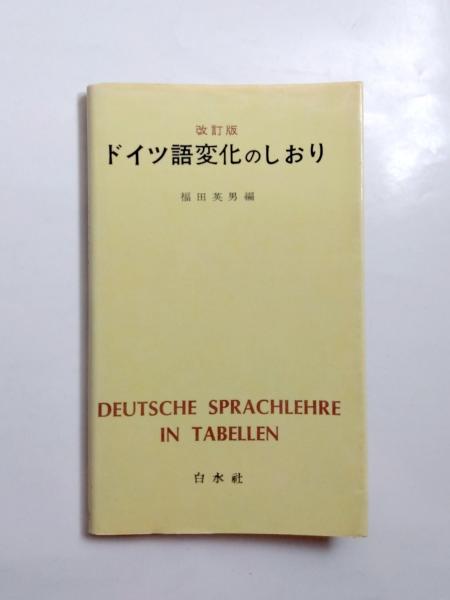 改訂版
ドイツ語変化のしおり
福田英男編
DEUTSCHE SPRACHLEHRE
IN TABELLEN
白水社